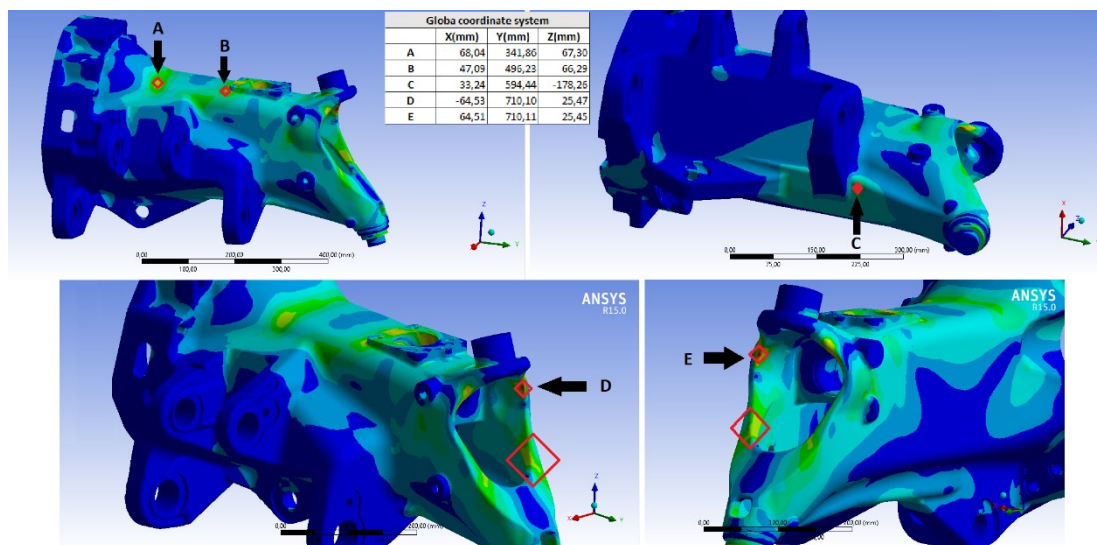 A
B
Globa coordinate system
X(mm) Y(mm) Z(mm)
A 68,04 341,86 67,30
B 47,09 496,23 66,29
C 33,24 594,44 -178,26
D -64,53 710,10 25,47
E 64,51 710,11 25,45
Z
Y
0,00 200,00 400,00 (mm)
100,00 300,00
C
X
Z
Y
0,00 150,00 300,00 (mm)
75,00 225,00
ANSYS
R15.0
D
Z
X
Y
0,00 200,00 (mm)
ANSYS
R15.0
E
0,00 100,00 200,00 (mm)